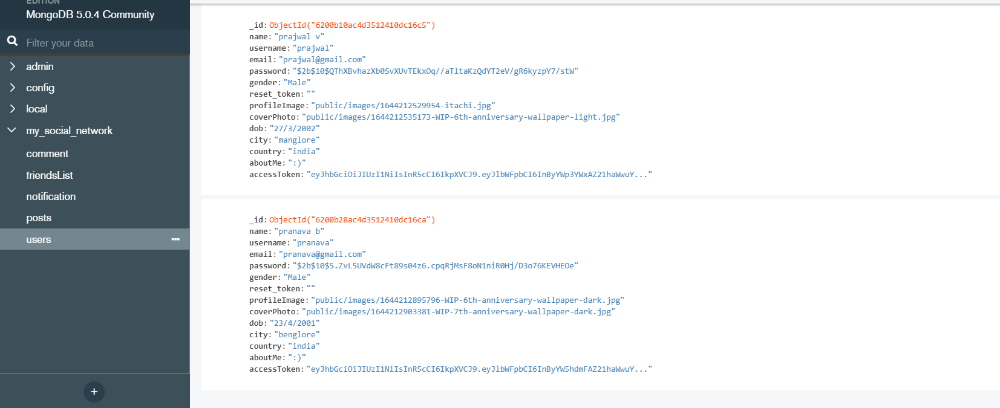 EDITION
MongoDB 5.0.4 Community
Filter your data
admin
config
local
my_social_network
comment
friendsList
notification
posts
users
_id: ObjectId("6200b10ac4d3512410dc16c5")
name: "prajwal v"
username: "prajwal"
email: "prajwal@gmail.com"
password: "$2b$10$QThXBvhazXb0SvXUvTEkxOq//aTltaKzQdYT2eV/gR6kyzpY7/stW"
gender: "Male"
reset_token: ""
profileImage: "public/images/1644212529954-itachi.jpg"
coverPhoto: "public/images/1644212535173-WIP-6th-anniversary-wallpaper-light.jpg"
dob: "27/3/2002"
city: "manglore"
country: "india"
aboutMe: ":)"
accessToken: "eyJhbGciOiJIUzI1NiIsInR5cCI6IkpXVCJ9.eyJlbWFpbCI6InByYWp3YWxAZ21haWwuY..."
_id: ObjectId("6200b28ac4d3512410dc16ca")
name: "pranava b"
username: "pranava"
email: "pranava@gmail.com"
password: "$2b$10$S.ZvL5UVdW8cFt89s04z6.cpqRjMsF8oN1niR0Hj/D3o76KEVHEOe"
gender: "Male"
reset_token: ""
profileImage: "public/images/1644212895796-WIP-6th-anniversary-wallpaper-dark.jpg"
coverPhoto: "public/images/1644212903381-WIP-7th-anniversary-wallpaper-dark.jpg"
dob: "23/4/2001"
city: "benglore"
country: "india"
aboutMe: ":)"
accessToken: "eyJhbGciOiJIUzI1NiIsInR5cCI6IkpXVCJ9.eyJlbWFpbCI6InByYW5hdmFAZ21haWwuY..."